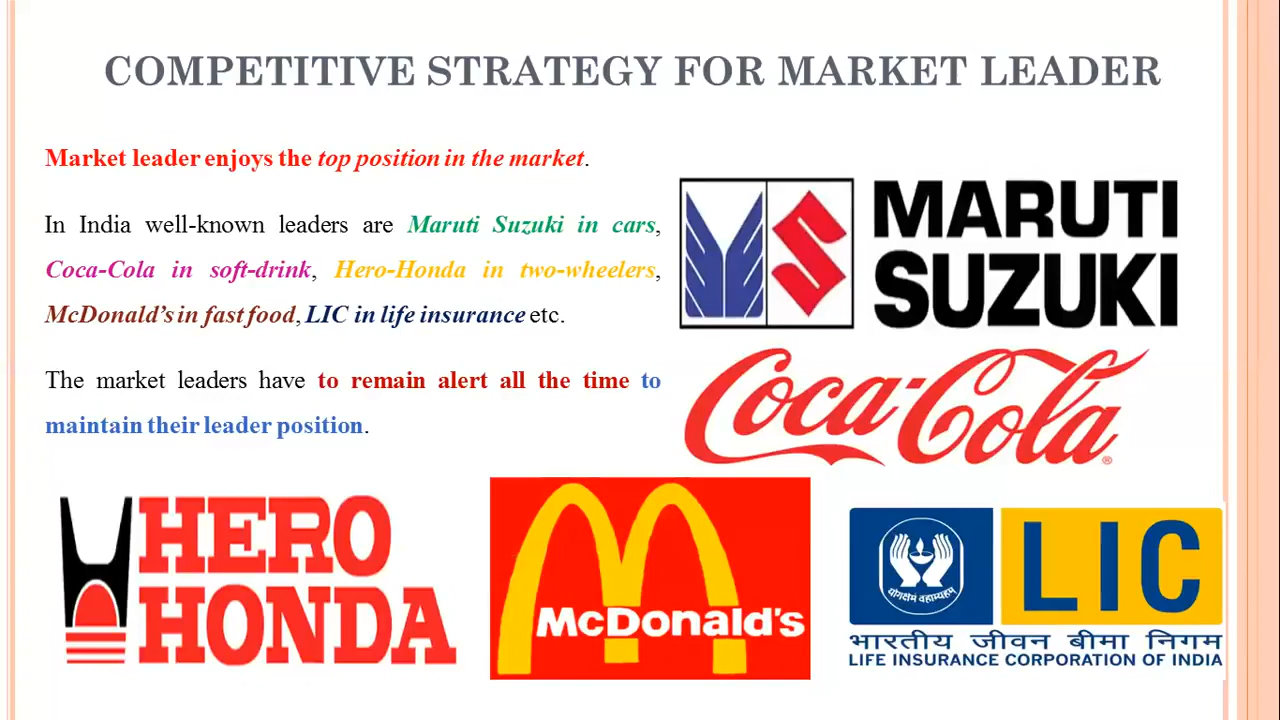 COMPETITIVE STRATEGY FOR MARKET LEADER
Market leader enjoys the top position in the market.
In India well-known leaders are Maruti Suzuki in cars,
Coca-Cola in soft-drink, Hero-Honda in two-wheelers,
McDonald's in fast food, LIC in life insurance etc.
The market leaders have to remain alert all the time to
maintain their leader position.
MARUTI
SUZUKI
Coca-Cola
®
HERO
HONDA
McDonald's
योगक्षेमं वहाम्यहम्
LIC
भारतीय जीवन बीमा निगम
LIFE INSURANCE CORPORATION OF INDIA